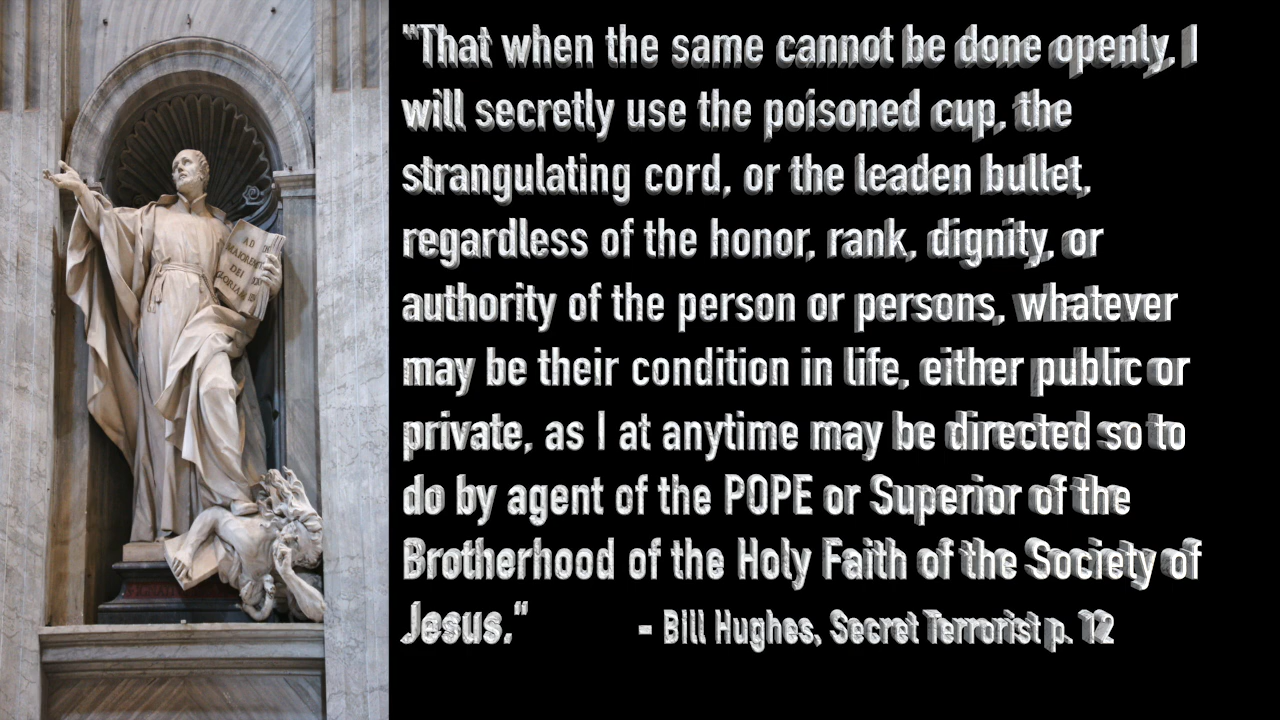 AD
MAIOREM
DEI
GLORIAM
"That when the same cannot be done openly, I
will secretly use the poisoned cup, the
strangulating cord, or the leaden bullet,
regardless of the honor, rank, dignity, or
authority of the person or persons, whatever
may be their condition in life, either public or
private, as I at anytime may be directed so to
do by agent of the POPE or Superior of the
Brotherhood of the Holy Faith of the Society of
Jesus."
- Bill Hughes, Secret Terrorist p. 12